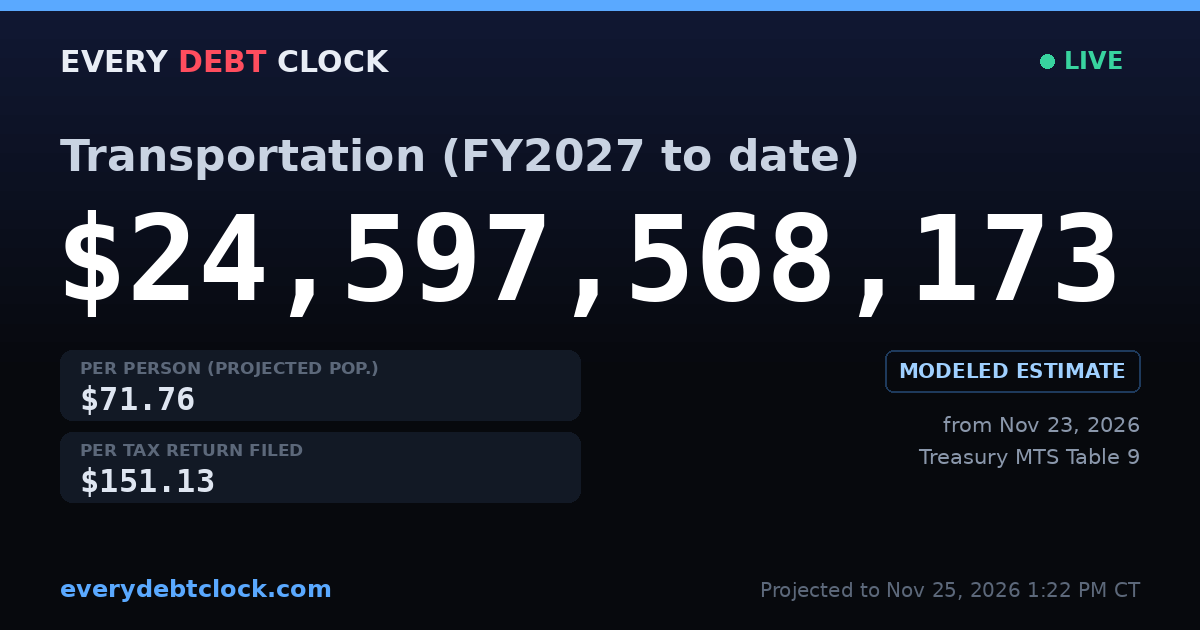 EVERY DEBT CLOCK
LIVE
Transportation (FY2027 to date)
$24,597,568,173
PER PERSON (PROJECTED POP.)
$71.76
PER TAX RETURN FILED
$151.13
MODELED ESTIMATE
from Nov 23, 2026
Treasury MTS Table 9
everydebtclock.com
Projected to Nov 25, 2026 1:22 PM CT